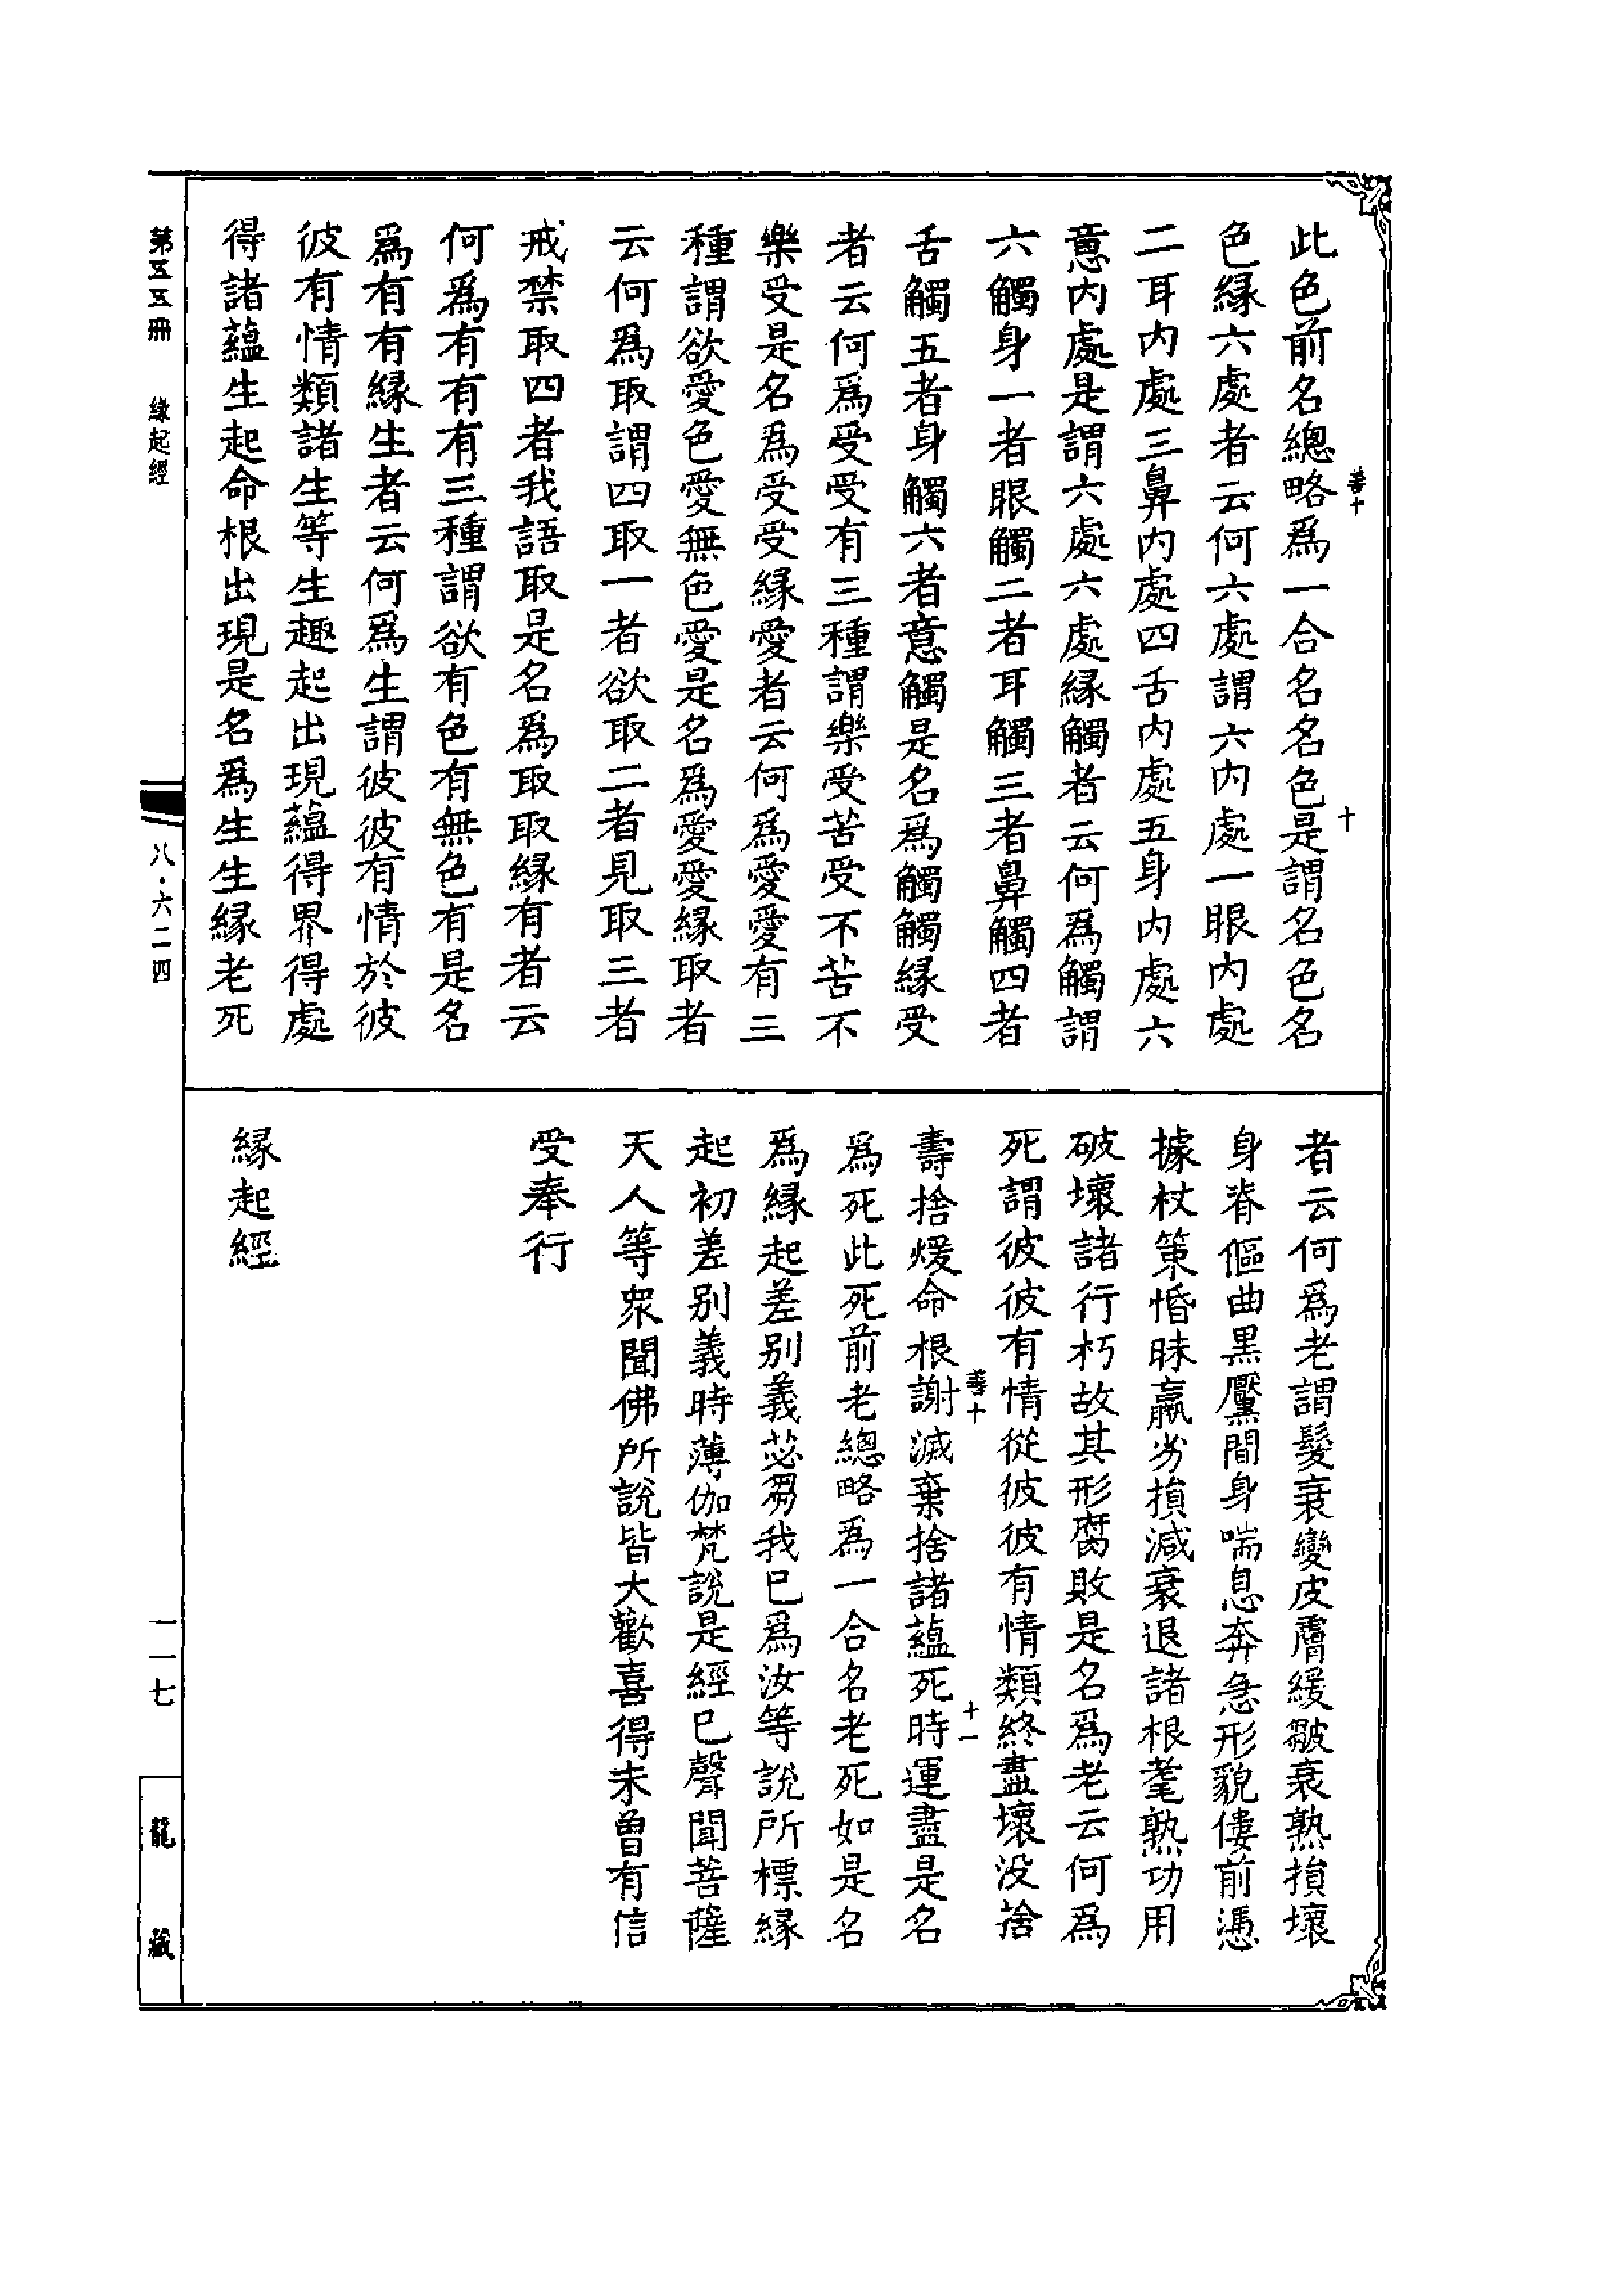 此色前名總略爲一合名名色是謂名色名
色緣六處者云何六處謂六內處一眼內處
二耳內處三鼻內處四舌內處五身內處六
意內處是謂六處六處緣觸者云何爲觸謂
六觸身一者眼觸二者耳觸三者鼻觸四者
舌觸五者身觸六者意觸是名爲觸觸緣受
者云何爲受受有三種謂樂受苦受不苦不
樂受是名爲受受緣愛者云何爲愛愛有三
種謂欲愛色愛無色愛是名爲愛愛緣取者
云何爲取謂四取一者欲取二者見取三者
戒禁取四者我語取是名爲取取緣有者云
何爲有有有三種謂欲有色有無色有是名
爲有有緣生者云何爲生謂彼彼有情於彼
彼有情類諸生等生趣起出現蘊得界得處
得諸蘊生起命根出現是名爲生生緣老死
者云何爲老謂髮衰變皮膚緩皺衰熟損壞
身脊傴曲黑黶間身喘息奔急形貌僂前憑
據杖策惛昧羸劣損減衰退諸根耄熟功用
破壞諸行朽故其形腐敗是名爲老云何爲
死謂彼彼有情從彼彼有情類終盡壞没捨
壽捨煖命根謝滅棄捨諸蘊死時運盡是名
爲死此死前老總略爲一合名老死如是名
爲緣起差别義苾芻我已爲汝等說所標緣
起初差别義時薄伽梵說是經已聲聞菩薩
天人等衆聞佛所說皆大歡喜得未曾有信
受奉行
緣起經
十
十
十一
第五五冊 緣起經
八·六二四
一一七
龍藏